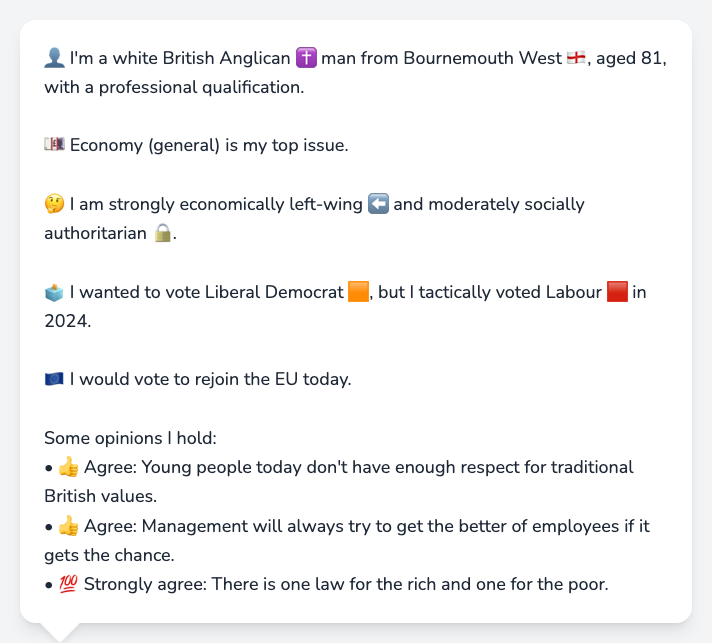 👤 I'm a white British Anglican ✝️ man from Bournemouth West 🏴󠁧󠁢󠁥󠁮󠁧󠁿, aged 81,
with a professional qualification.
💷 Economy (general) is my top issue.
🤔 I am strongly economically left-wing ⬅️ and moderately socially
authoritarian 🔒.
🗳️ I wanted to vote Liberal Democrat 🟧, but I tactically voted Labour 🟥 in
2024.
🇪🇺 I would vote to rejoin the EU today.
Some opinions I hold:
• 👍 Agree: Young people today don't have enough respect for traditional
British values.
• 👍 Agree: Management will always try to get the better of employees if it
gets the chance.
• 💯 Strongly agree: There is one law for the rich and one for the poor.